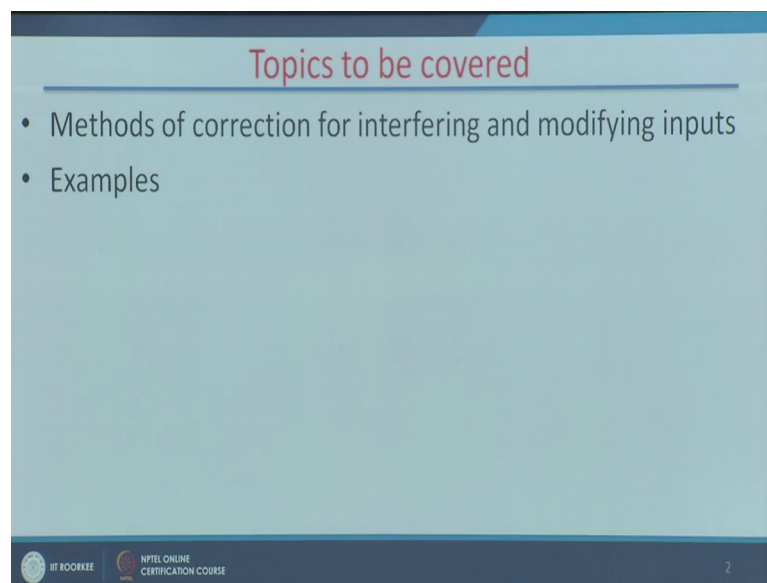 Topics to be covered
• Methods of correction for interfering and modifying inputs
• Examples
IIT ROORKEE
NPTEL ONLINE
CERTIFICATION COURSE
2